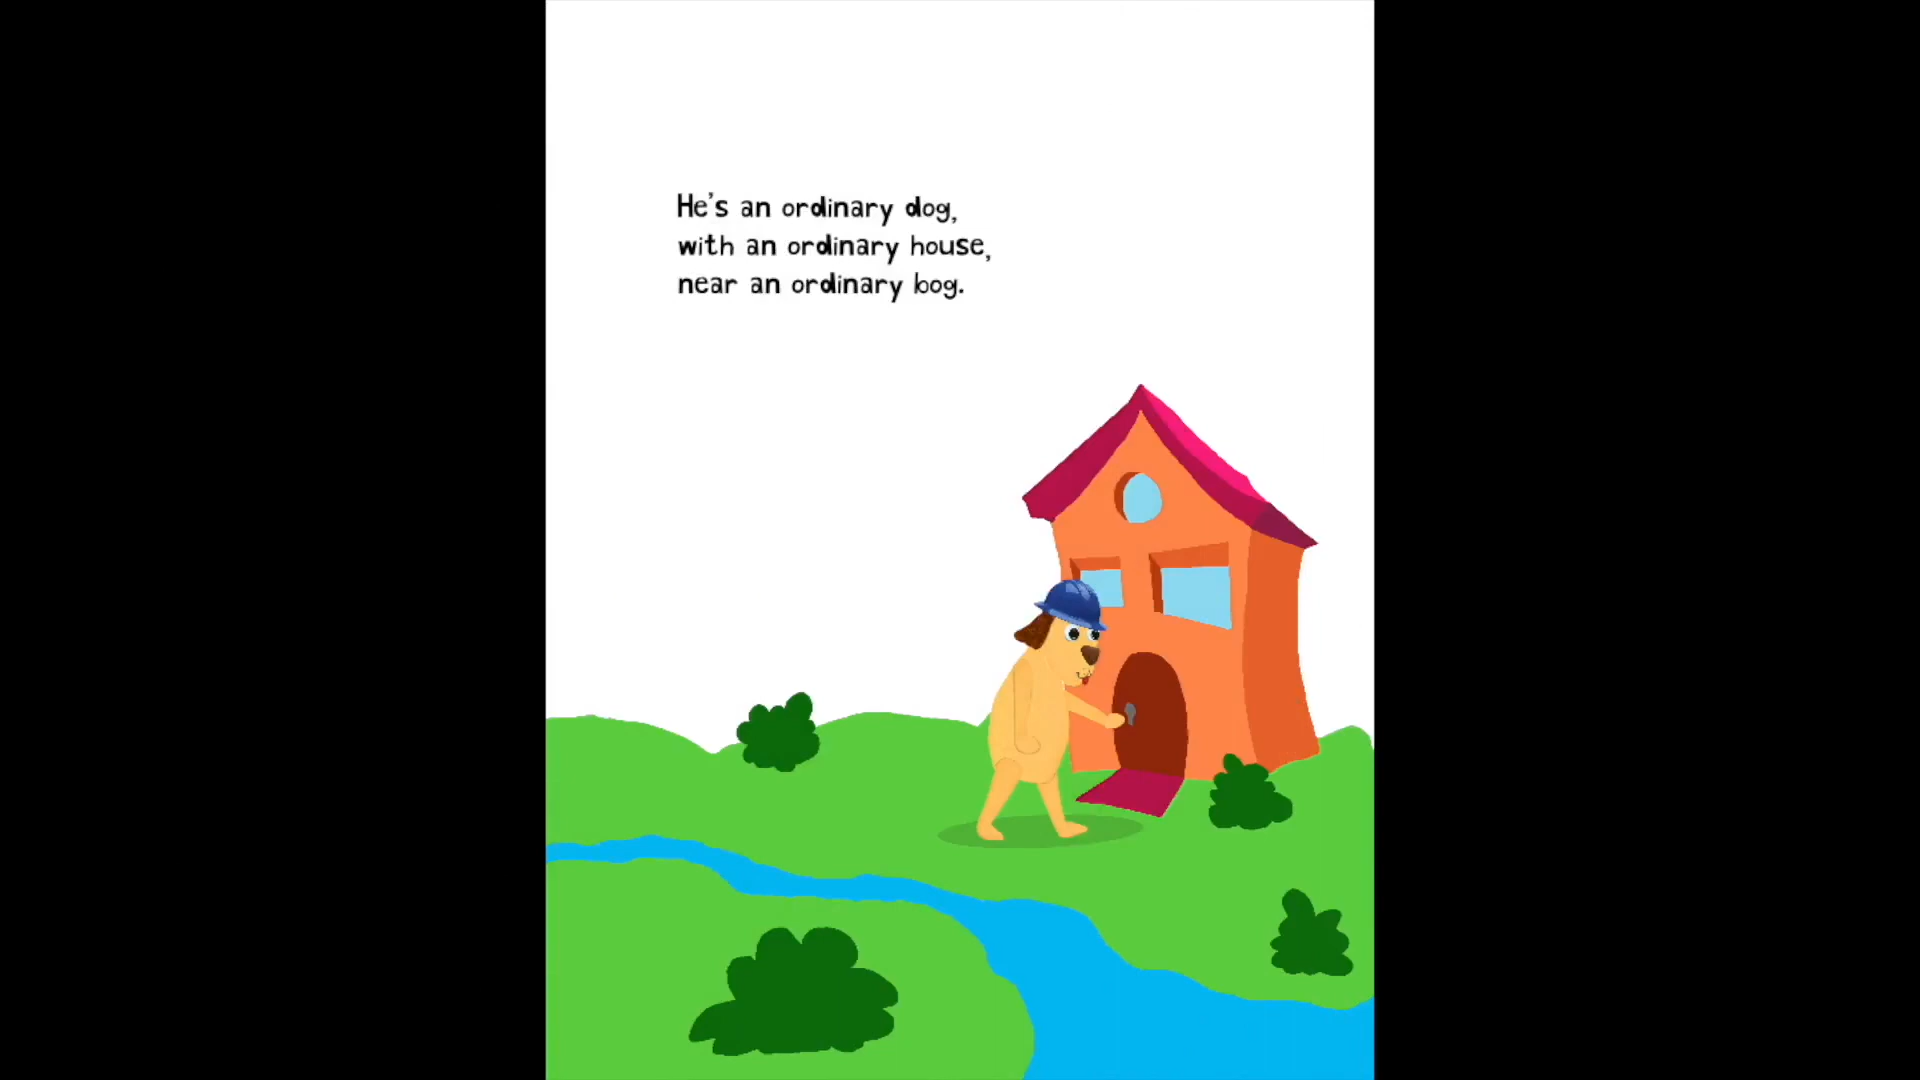 He's an ordinary dog,
with an ordinary house,
near an ordinary bog.